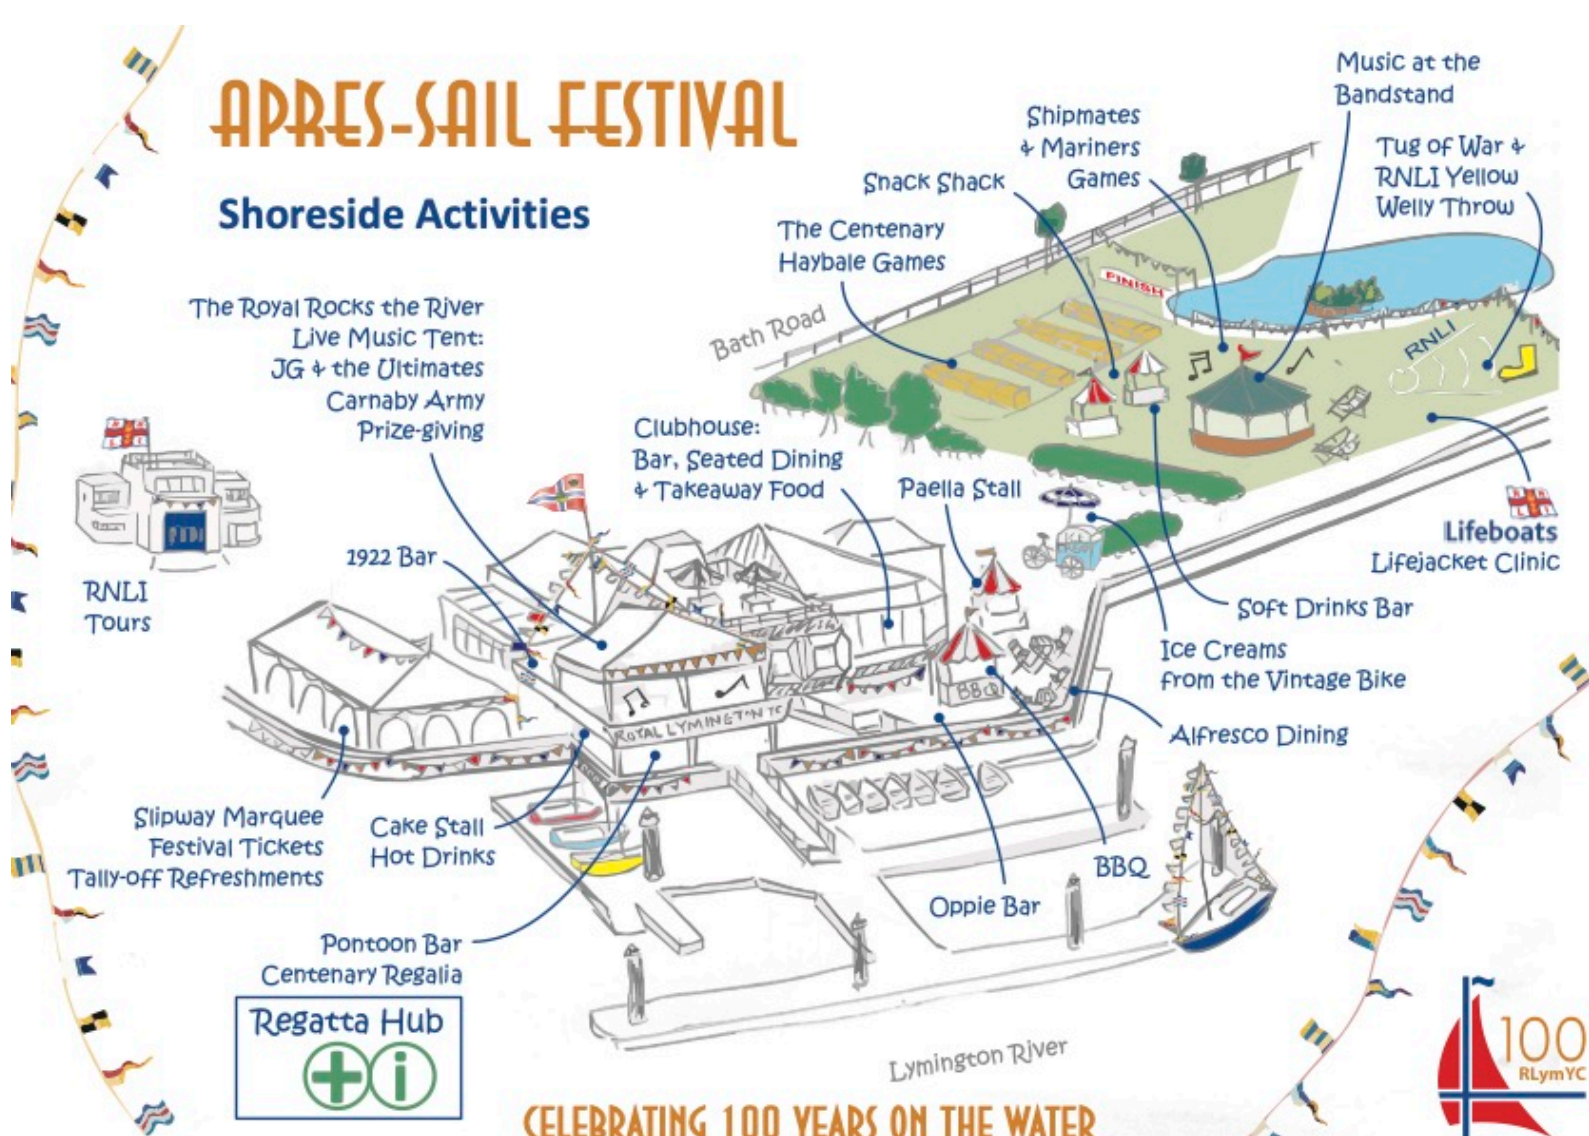 APRES-SAIL FESTIVAL
Shoreside Activities
Music at the
Bandstand
Shipmates
& Mariners
Games
Tug of War &
RNLI Yellow
Welly Throw
Snack Shack
The Centenary
Haybale Games
FINISH
Bath Road
RNLI
The Royal Rocks the River
Live Music Tent:
JG & the Ultimates
Carnaby Army
Prize-giving
Clubhouse:
Bar, Seated Dining
& Takeaway Food
Paella Stall
1922 Bar
RNLI
Tours
Lifeboats
Lifejacket Clinic
Soft Drinks Bar
Ice Creams
from the Vintage Bike
BBQ
ROYAL LYMINGTON YC
Alfresco Dining
Slipway Marquee
Festival Tickets
Tally-off Refreshments
Cake Stall
Hot Drinks
BBQ
Oppie Bar
Pontoon Bar
Centenary Regalia
Regatta Hub
i
Lymington River
100
RLymYC
CELEBRATING 100 YEARS ON THE WATER